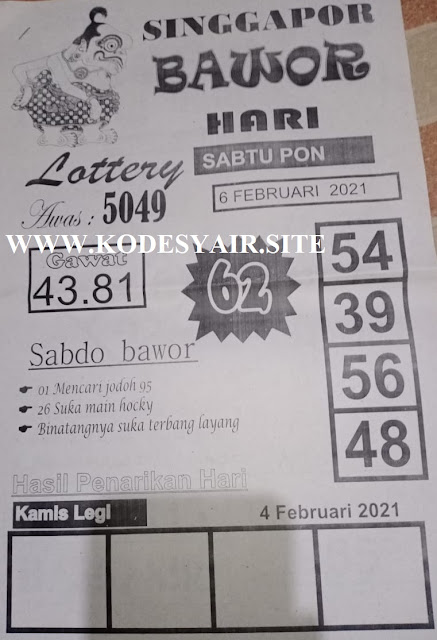 SINGGAPOR
BAWOR
HARI
SABTU PON
Lottery
6 FEBRUARI 2021
Awas : 5049
WWW.KODESYAIR.SITE
Gawat
43.81
62
54
39
56
48
Sabdo bawor
01 Mencari jodoh 95
26 Suka main hocky
Binatangnya suka terbang layang
Hasil Penarikan Hari
Kamis Legi
4 Februari 2021